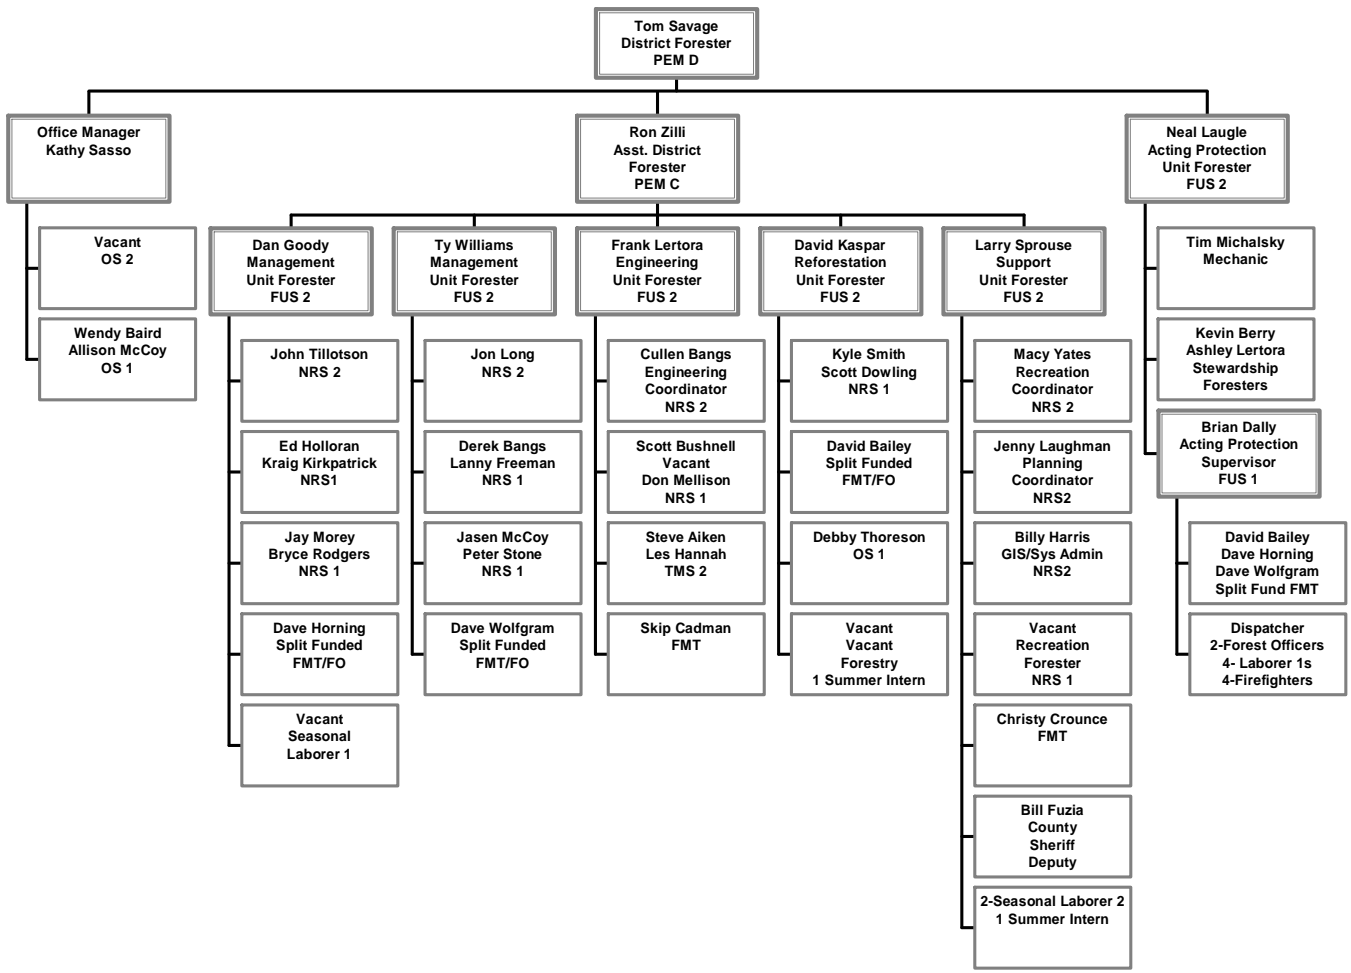 Tom Savage
District Forester
PEM D
Office Manager
Kathy Sasso
Ron Zilli
Asst. District
Forester
PEM C
Neal Laugle
Acting Protection
Unit Forester
FUS 2
Vacant
OS 2
Wendy Baird
Allison McCoy
OS 1
Dan Goody
Management
Unit Forester
FUS 2
John Tillotson
NRS 2
Ed Holloran
Kraig Kirkpatrick
NRS1
Jay Morey
Bryce Rodgers
NRS 1
Dave Horning
Split Funded
FMT/FO
Vacant
Seasonal
Laborer 1
Ty Williams
Management
Unit Forester
FUS 2
Jon Long
NRS 2
Derek Bangs
Lanny Freeman
NRS 1
Jasen McCoy
Peter Stone
NRS 1
Dave Wolfgram
Split Funded
FMT/FO
Frank Lertora
Engineering
Unit Forester
FUS 2
Cullen Bangs
Engineering
Coordinator
NRS 2
Scott Bushnell
Vacant
Don Mellison
NRS 1
Steve Aiken
Les Hannah
TMS 2
Skip Cadman
FMT
David Kaspar
Reforestation
Unit Forester
FUS 2
Kyle Smith
Scott Dowling
NRS 1
David Bailey
Split Funded
FMT/FO
Debby Thoreson
OS 1
Vacant
Vacant
Forestry
1 Summer Intern
Larry Sprouse
Support
Unit Forester
FUS 2
Macy Yates
Recreation
Coordinator
NRS 2
Jenny Laughman
Planning
Coordinator
NRS2
Billy Harris
GIS/Sys Admin
NRS2
Vacant
Recreation
Forester
NRS 1
Christy Crounce
FMT
Bill Fuzia
County
Sheriff
Deputy
2-Seasonal Laborer 2
1 Summer Intern
Tim Michalsky
Mechanic
Kevin Berry
Ashley Lertora
Stewardship
Foresters
Brian Dally
Acting Protection
Supervisor
FUS 1
David Bailey
Dave Horning
Dave Wolfgram
Split Fund FMT
Dispatcher
2-Forest Officers
4- Laborer 1s
4-Firefighters